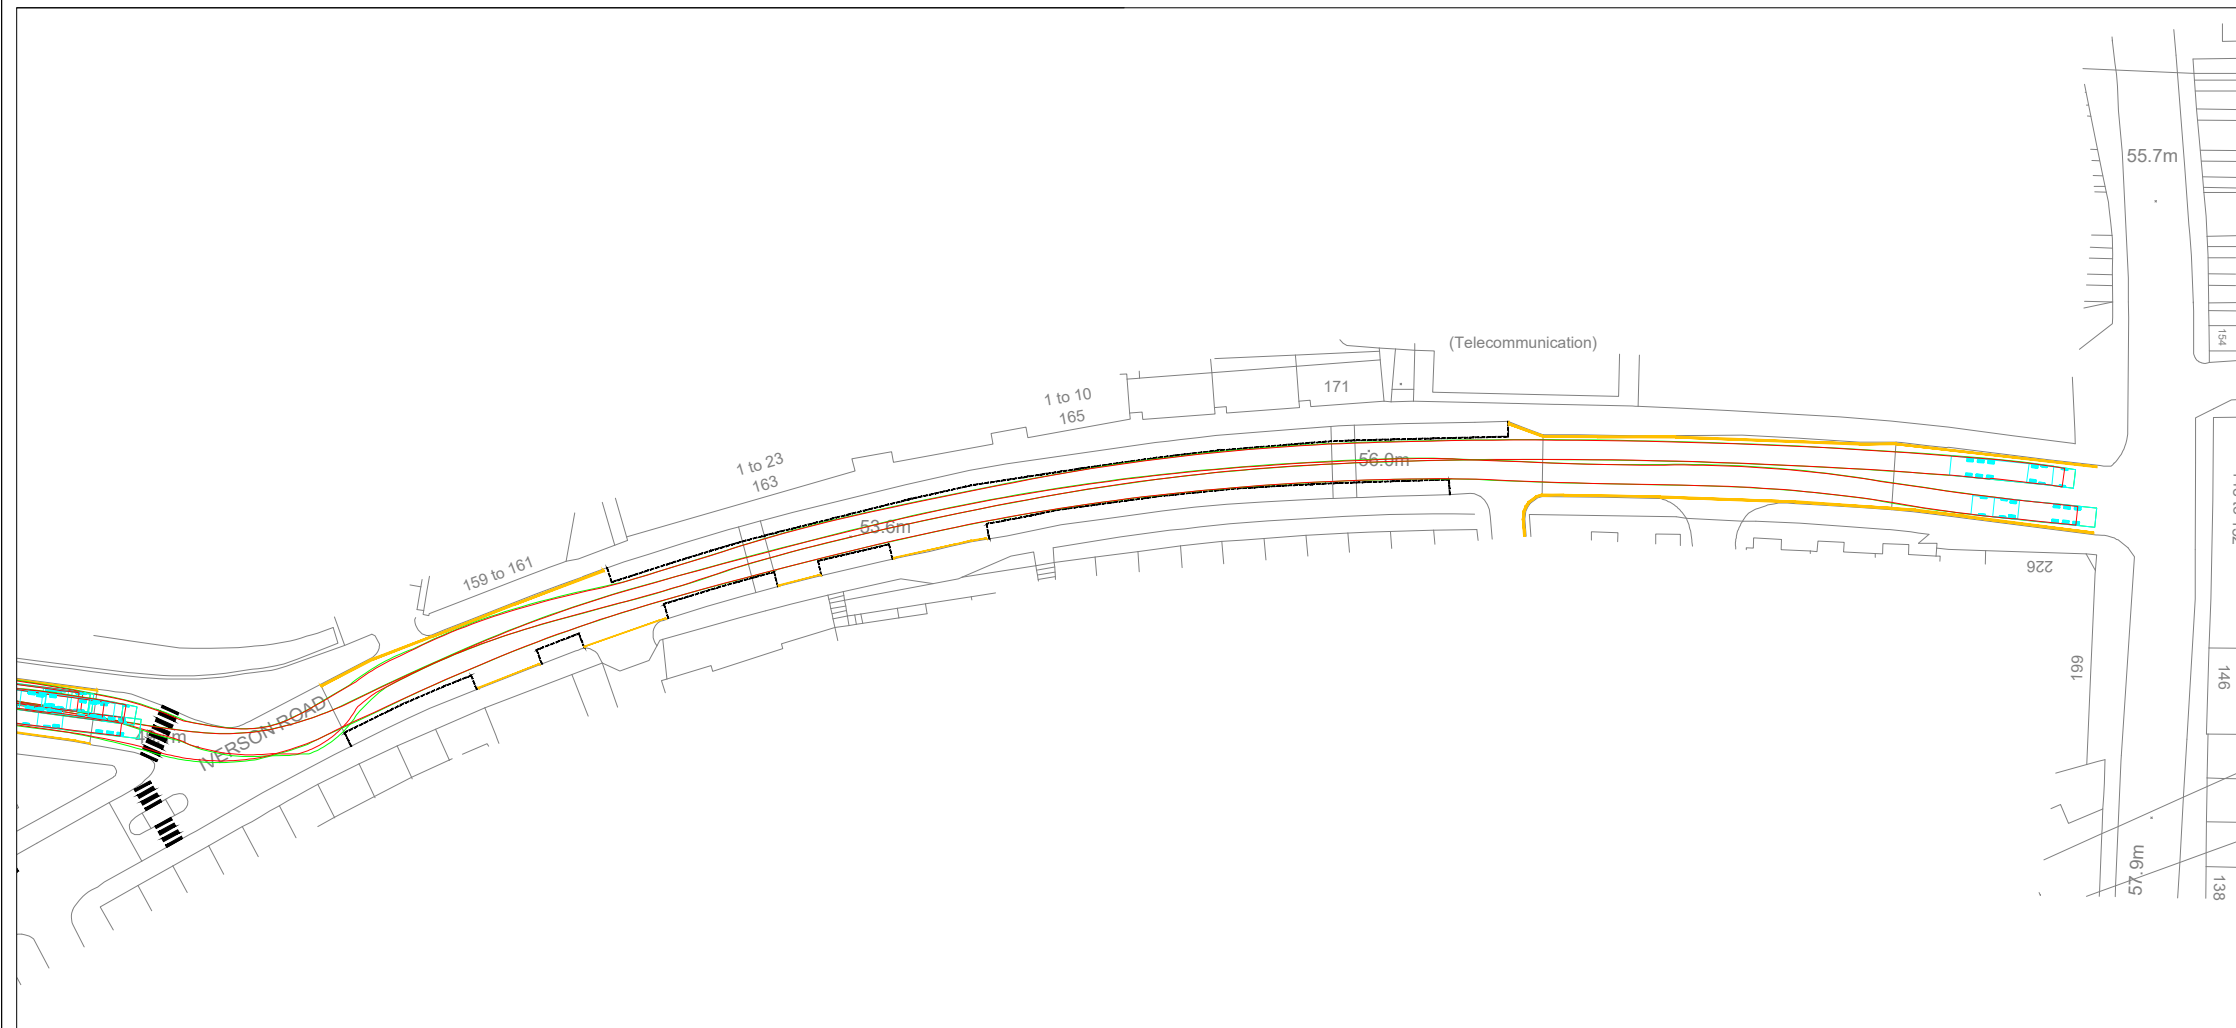 55.7m
154
(Telecommunication)
171
1 to 10
165
56.0m
1 to 23
163
53.6m
159 to 161
226
199
146
IVERSON ROAD
57.9m
138